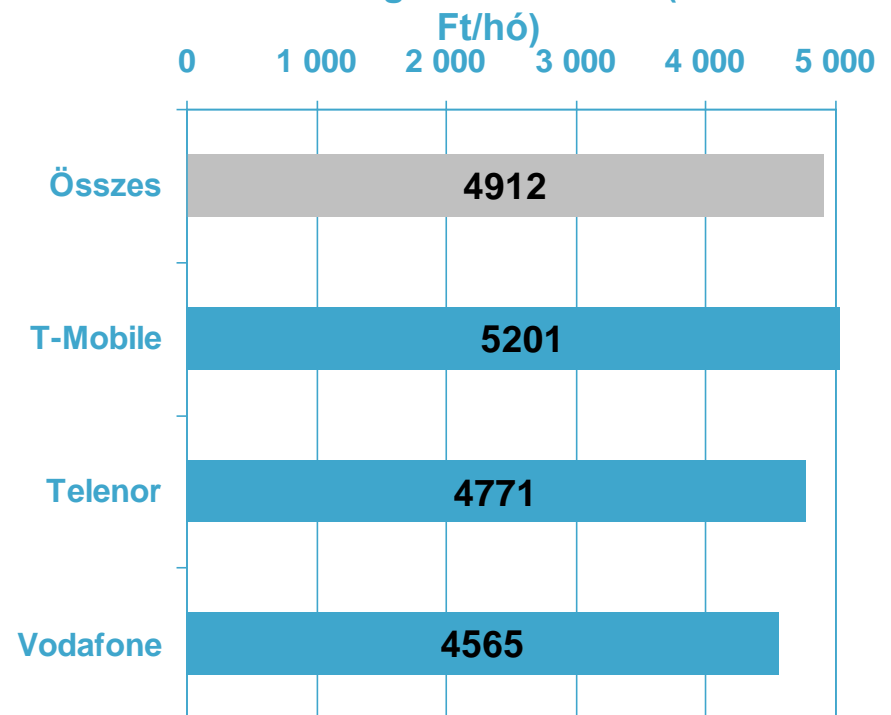 Ft/hó)
0 1 000 2 000 3 000 4 000 5 000
Összes 4912
T-Mobile 5201
Telenor 4771
Vodafone 4565